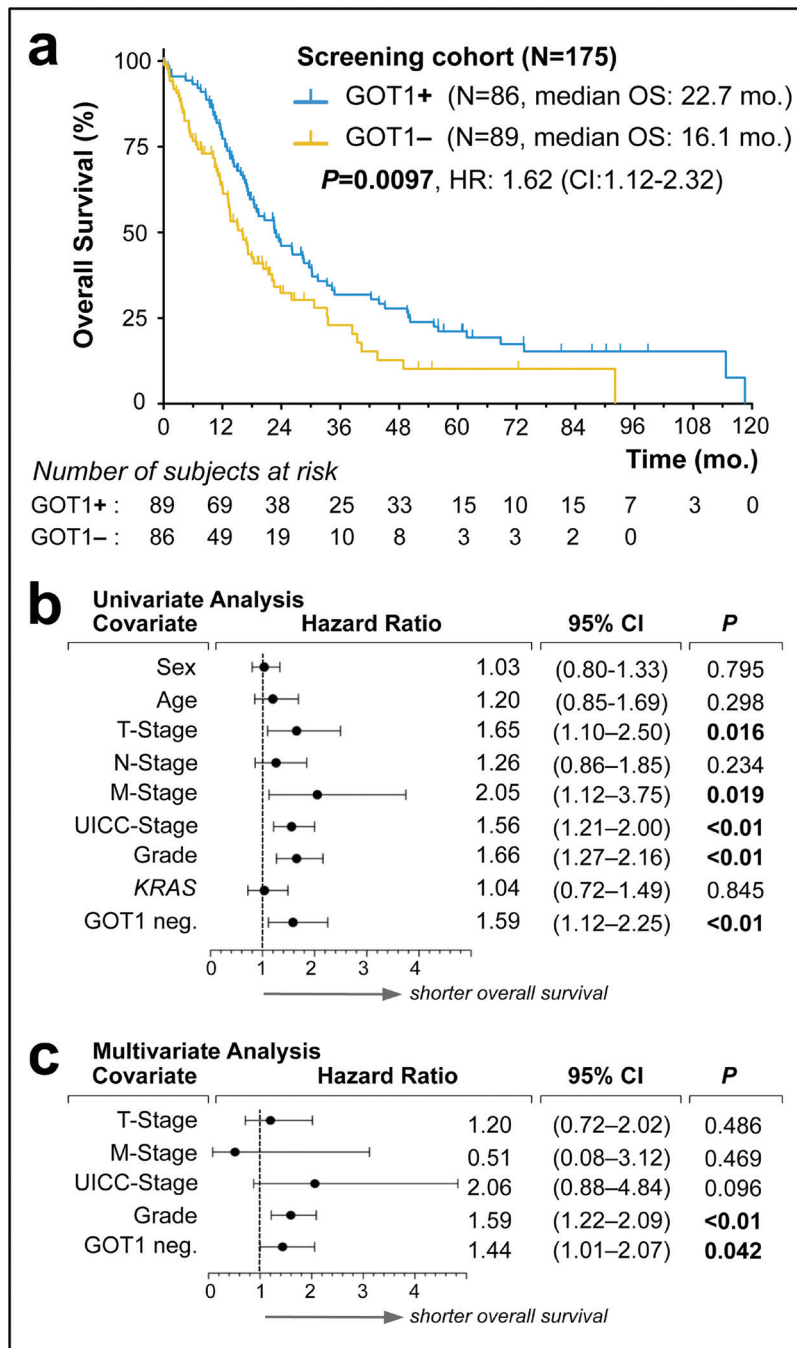 a
Screening cohort (N=175)
GOT1+ (N=86, median OS: 22.7 mo.)
GOT1– (N=89, median OS: 16.1 mo.)
P=0.0097, HR: 1.62 (CI:1.12-2.32)
Overall Survival (%)
100
75
50
25
0
0 12 24 36 48 60 72 84 96 108 120
Time (mo.)
Number of subjects at risk
GOT1+ : 89 69 38 25 33 15 10 15 7 3 0
GOT1– : 86 49 19 10 8 3 3 2 0
b
Univariate Analysis
Covariate Hazard Ratio 95% CI P
Sex 1.03 (0.80-1.33) 0.795
Age 1.20 (0.85-1.69) 0.298
T-Stage 1.65 (1.10–2.50) 0.016
N-Stage 1.26 (0.86–1.85) 0.234
M-Stage 2.05 (1.12–3.75) 0.019
UICC-Stage 1.56 (1.21–2.00) <0.01
Grade 1.66 (1.27–2.16) <0.01
KRAS 1.04 (0.72–1.49) 0.845
GOT1 neg. 1.59 (1.12–2.25) <0.01
0 1 2 3 4
shorter overall survival
c
Multivariate Analysis
Covariate Hazard Ratio 95% CI P
T-Stage 1.20 (0.72–2.02) 0.486
M-Stage 0.51 (0.08–3.12) 0.469
UICC-Stage 2.06 (0.88–4.84) 0.096
Grade 1.59 (1.22–2.09) <0.01
GOT1 neg. 1.44 (1.01–2.07) 0.042
0 1 2 3 4
shorter overall survival